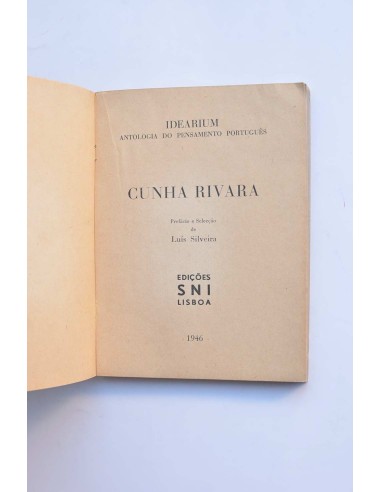 IDEARIUM
ANTOLOGIA DO PENSAMENTO PORTUGUÊS
CUNHA RIVARA
Prefácio e Selecção
de
Luís Silveira
EDIÇÕES
SNI
LISBOA
1946